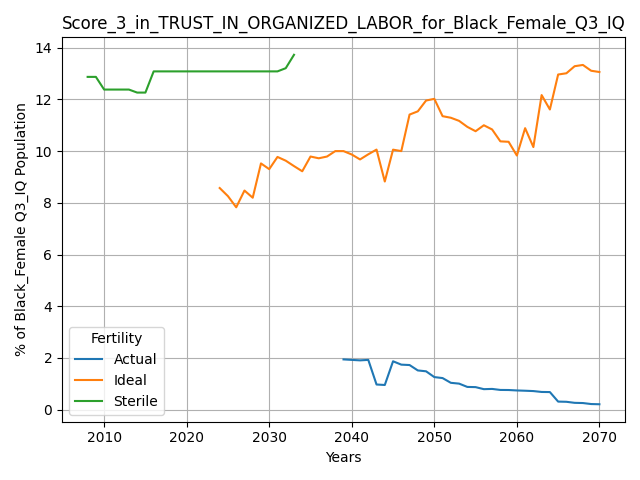 Score_3_in_TRUST_IN_ORGANIZED_LABOR_for_Black_Female_Q3_IQ
% of Black_Female Q3_IQ Population
14
12
10
8
6
4
2
0
Fertility
Actual
Ideal
Sterile
2010 2020 2030 2040 2050 2060 2070
Years